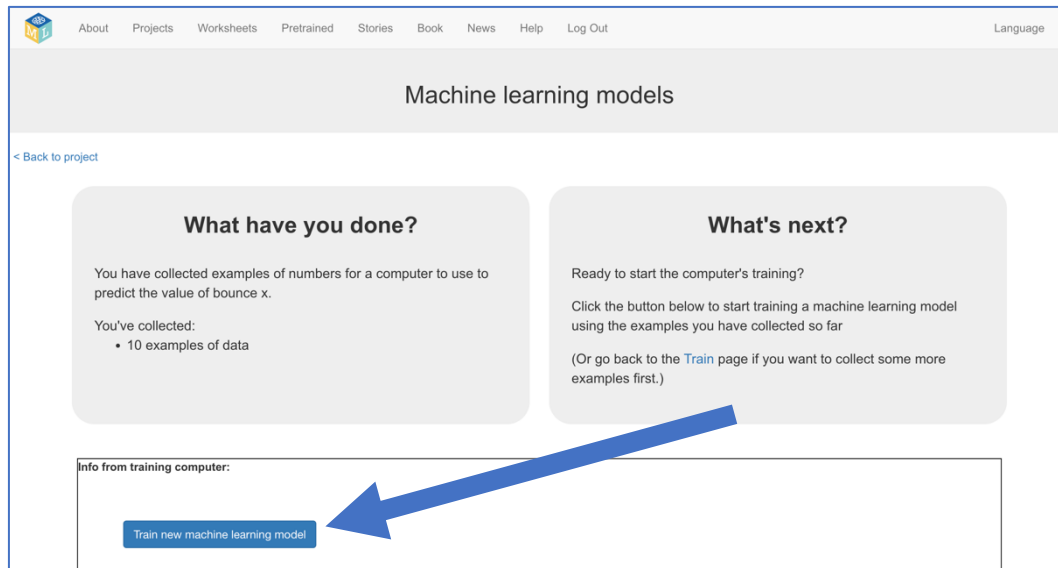 About Projects Worksheets Pretrained Stories Book News Help Log Out Language
Machine learning models
< Back to project
What have you done?
You have collected examples of numbers for a computer to use to
predict the value of bounce x.
You've collected:
• 10 examples of data
What's next?
Ready to start the computer's training?
Click the button below to start training a machine learning model
using the examples you have collected so far
(Or go back to the Train page if you want to collect some more
examples first.)
Info from training computer:
Train new machine learning model